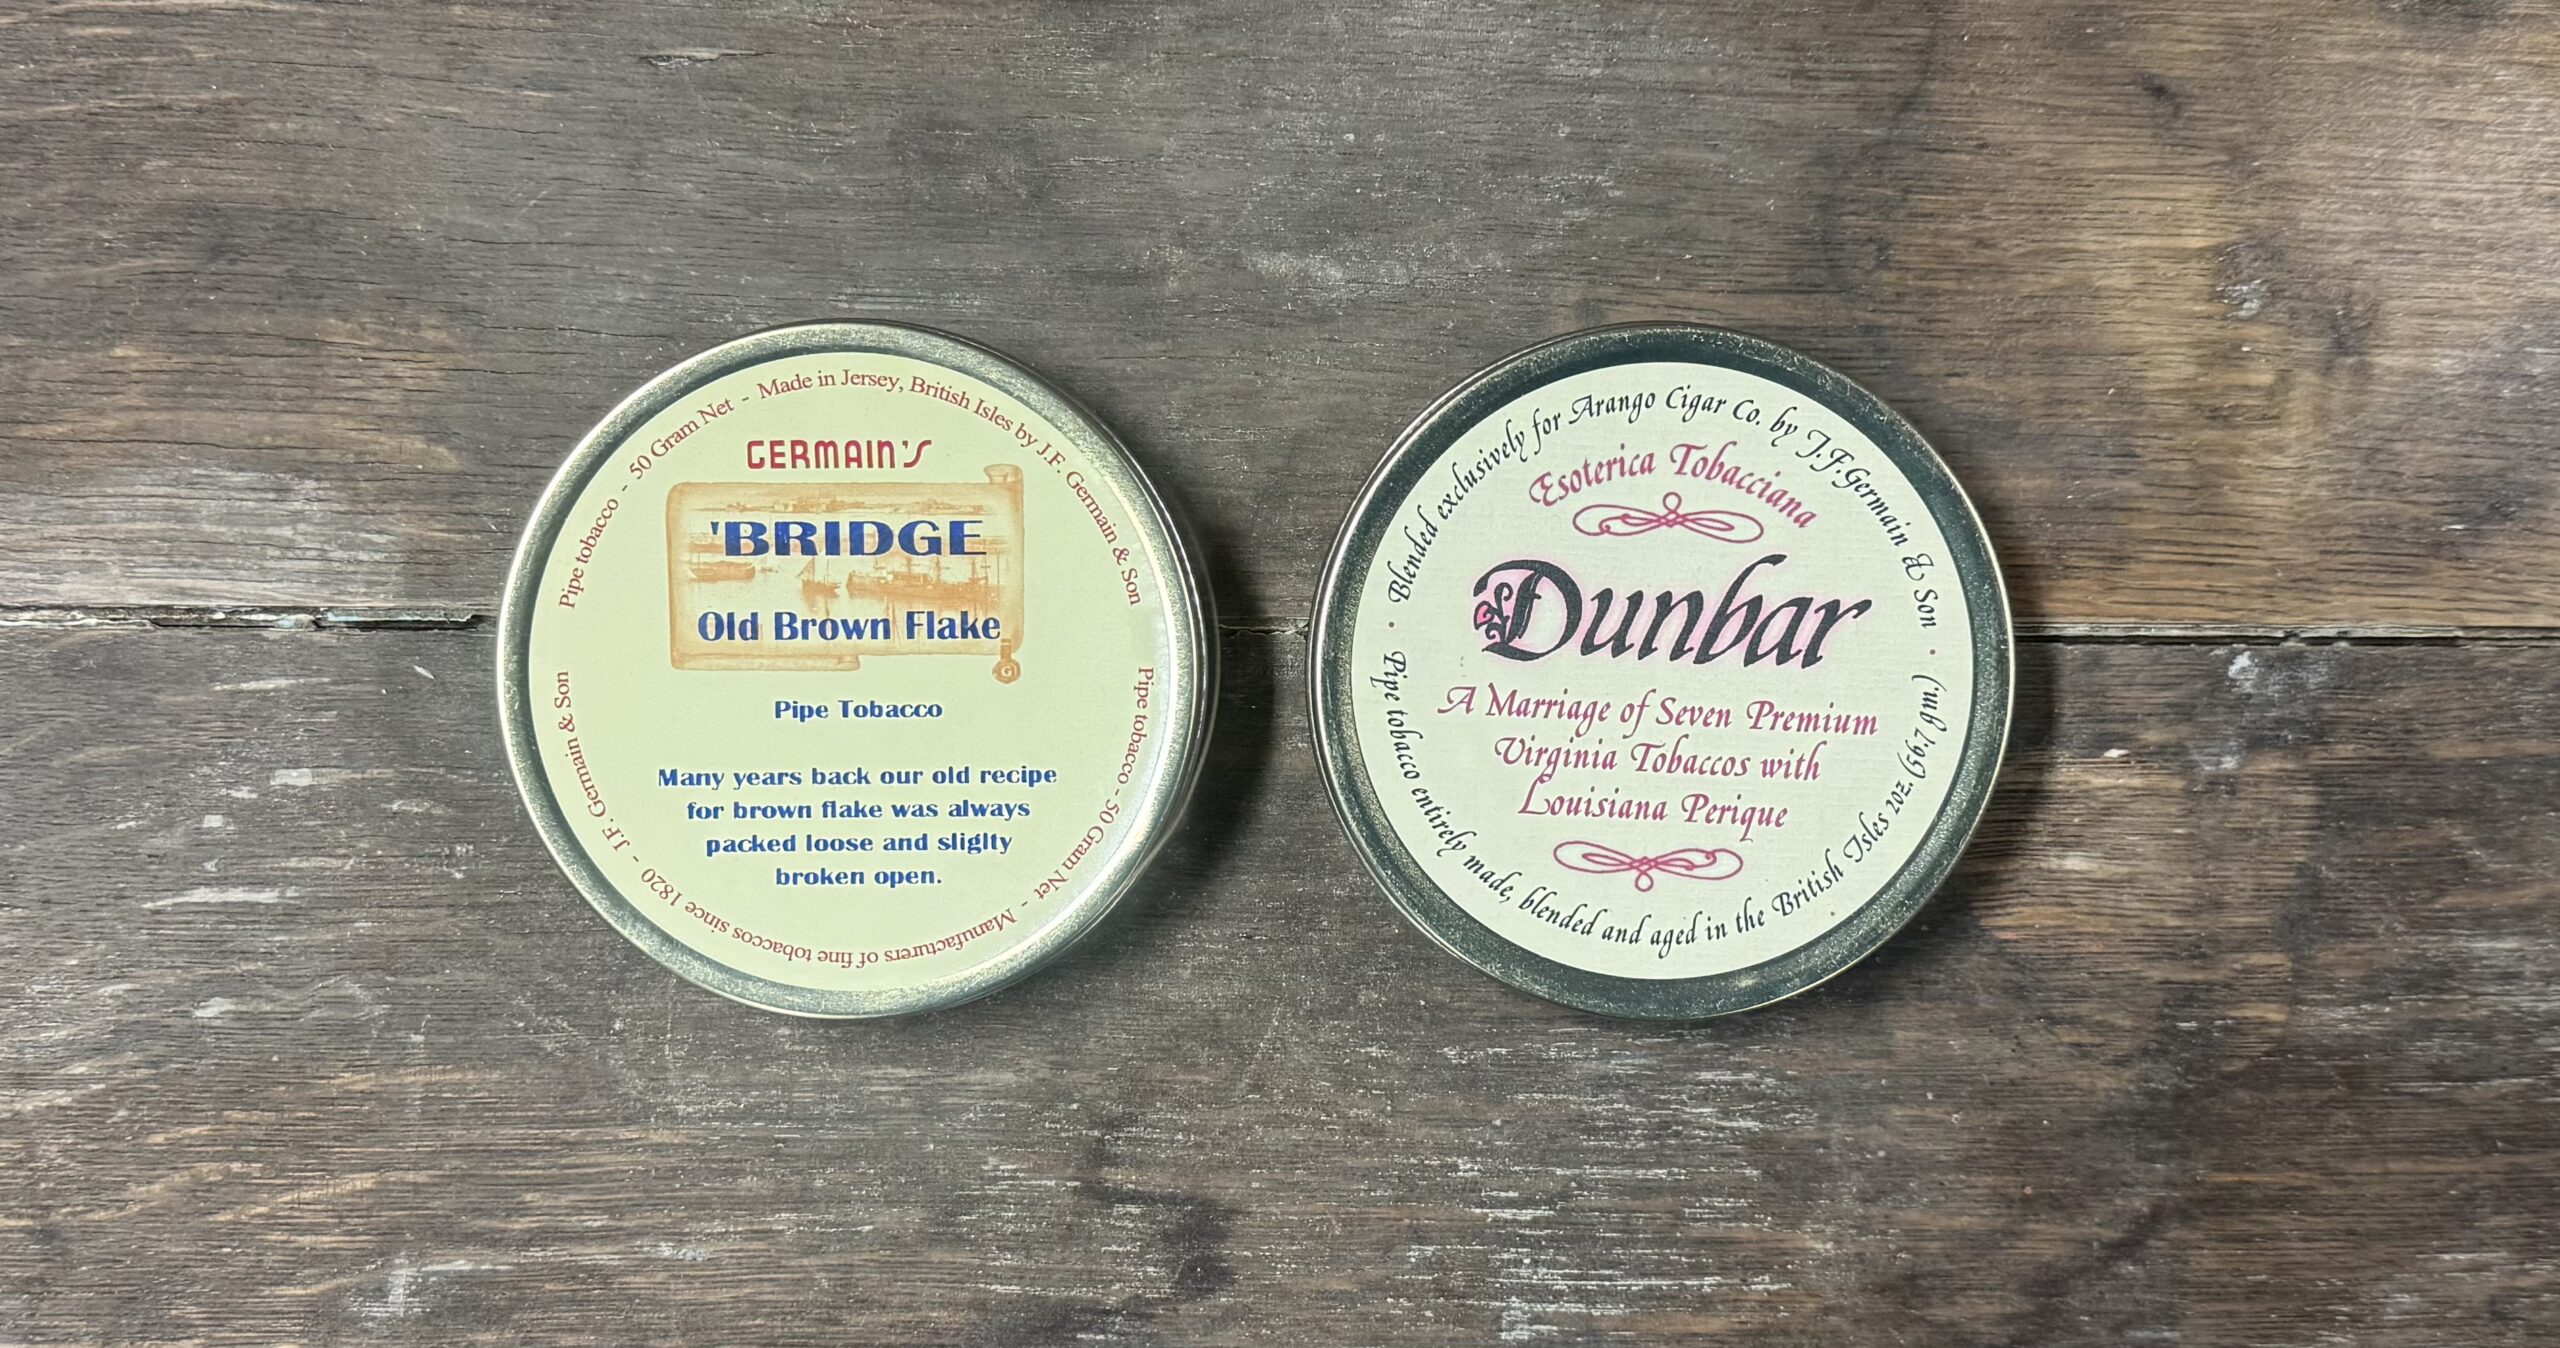 Pipe tobacco - 50 Gram Net - Made in Jersey, British Isles by J.F. Germain & Son
GERMAIN'S
'BRIDGE
Old Brown Flake
G
Pipe Tobacco
Many years back our old recipe
for brown flake was always
packed loose and sliglty
broken open.
Pipe tobacco - 50 Gram Net - Manufacturers of fine tobaccos since 1820 - J.F. Germain & Son
Blended exclusively for Arango Cigar Co. by J.F.Germain & Son
Esoterica Tobacciana
Dunbar
A Marriage of Seven Premium
Virginia Tobaccos with
Louisiana Perique
Pipe tobacco entirely made, blended and aged in the British Isles 2oz.(56.7 gm.)